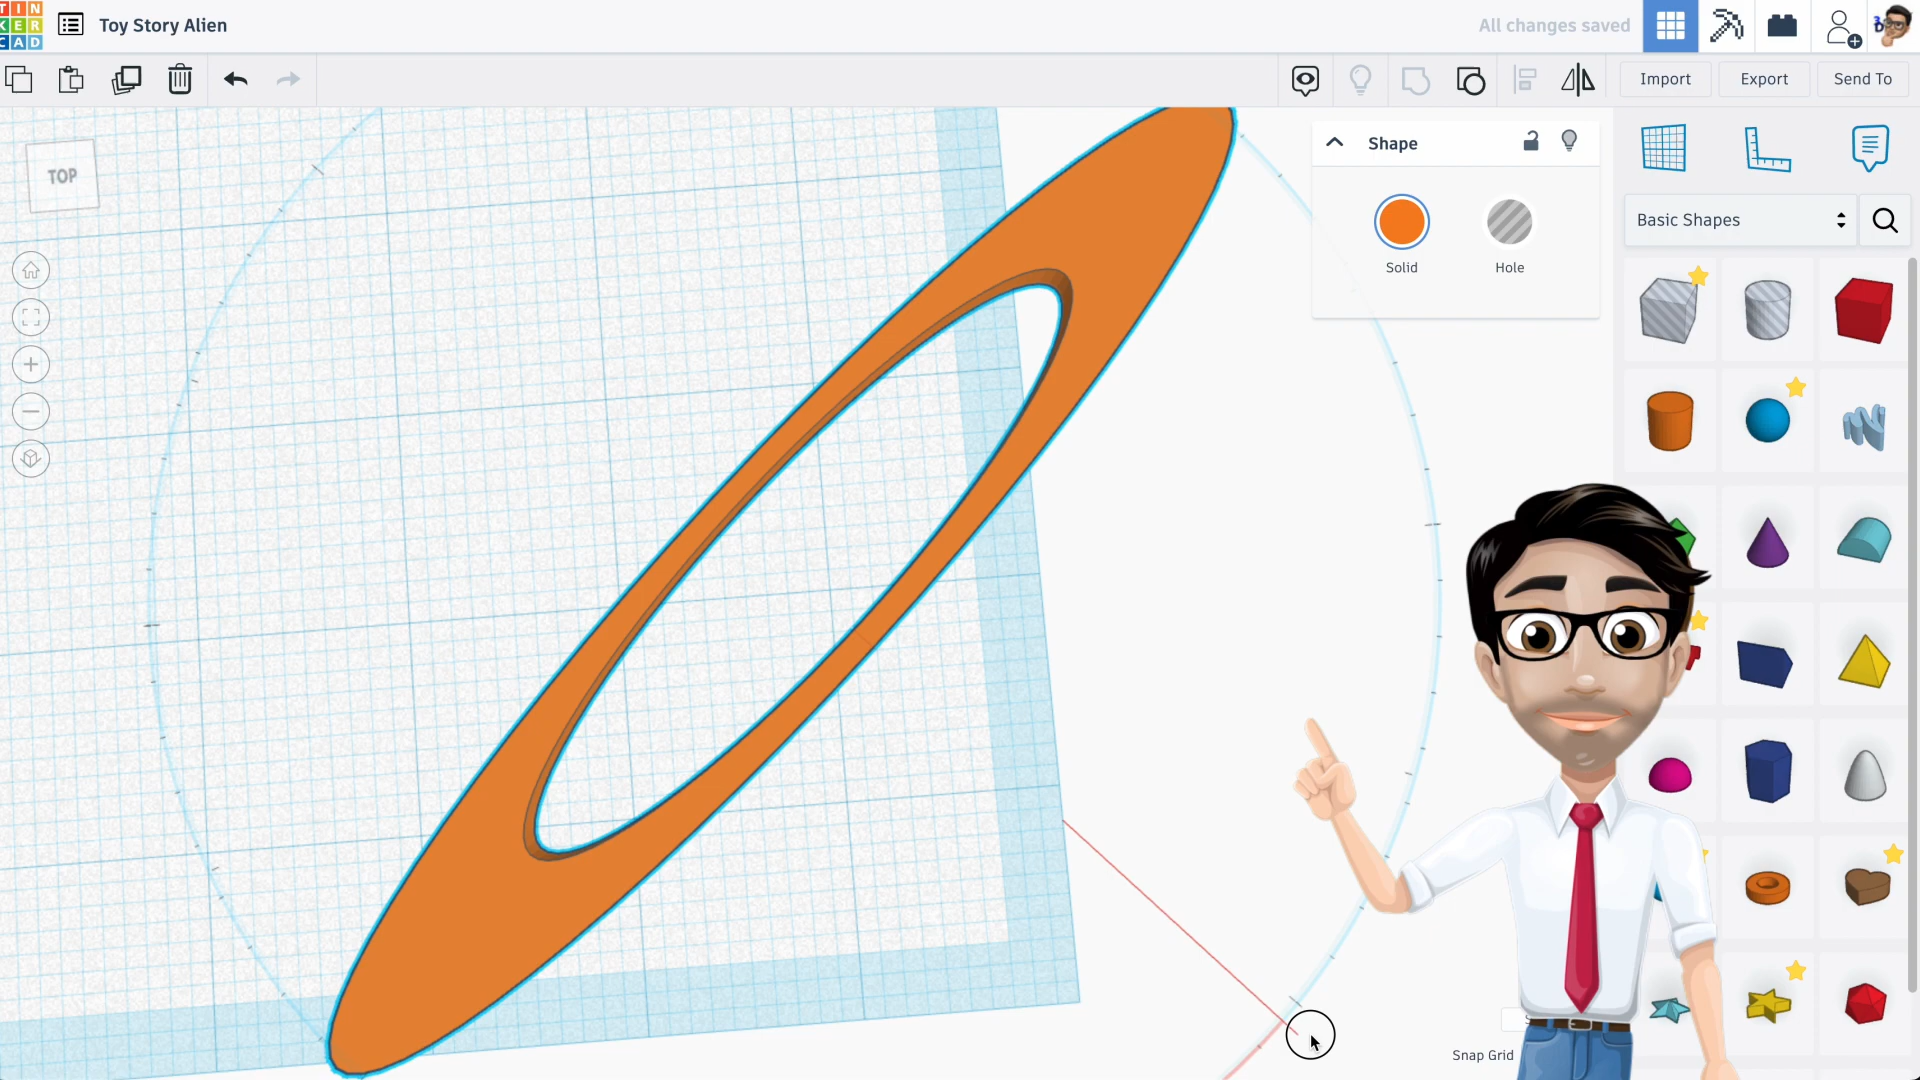 TIN
KER
CAD
Toy Story Alien
All changes saved
Import
Export
Send To
TOP
Shape
Solid
Hole
Basic Shapes
Snap Grid